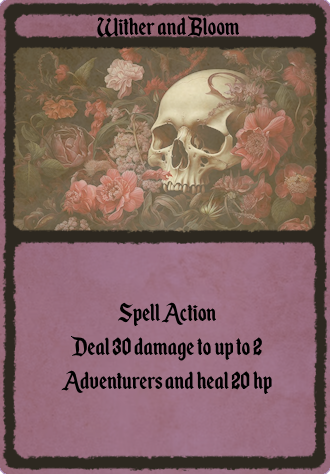 Wither and Bloom
Spell Action
Deal 30 damage to up to 2
Adventurers and heal 20 hp